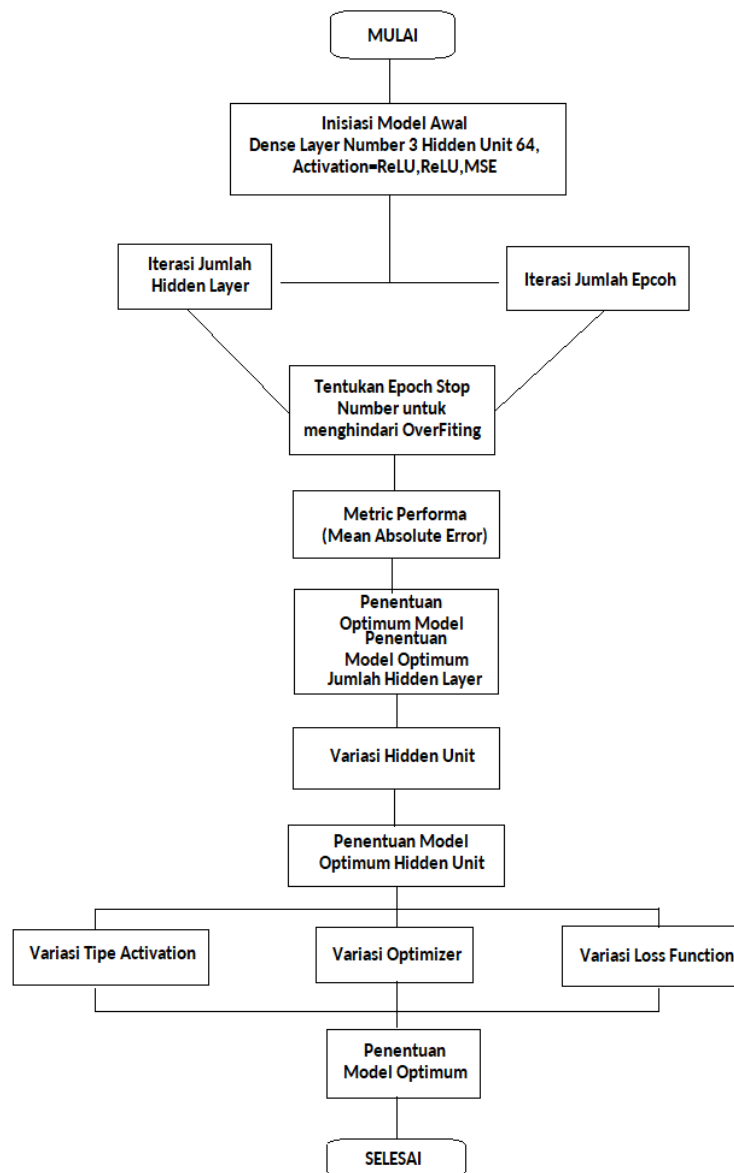 MULAI
Inisiasi Model Awal
Dense Layer Number 3 Hidden Unit 64,
Activation=ReLU,ReLU,MSE
Iterasi Jumlah
Hidden Layer
Iterasi Jumlah Epcoh
Tentukan Epoch Stop
Number untuk
menghindari OverFiting
Metric Performa
(Mean Absolute Error)
Penentuan
Optimum Model
Penentuan
Model Optimum
Jumlah Hidden Layer
Variasi Hidden Unit
Penentuan Model
Optimum Hidden Unit
Variasi Tipe Activation
Variasi Optimizer
Variasi Loss Function
Penentuan
Model Optimum
SELESAI